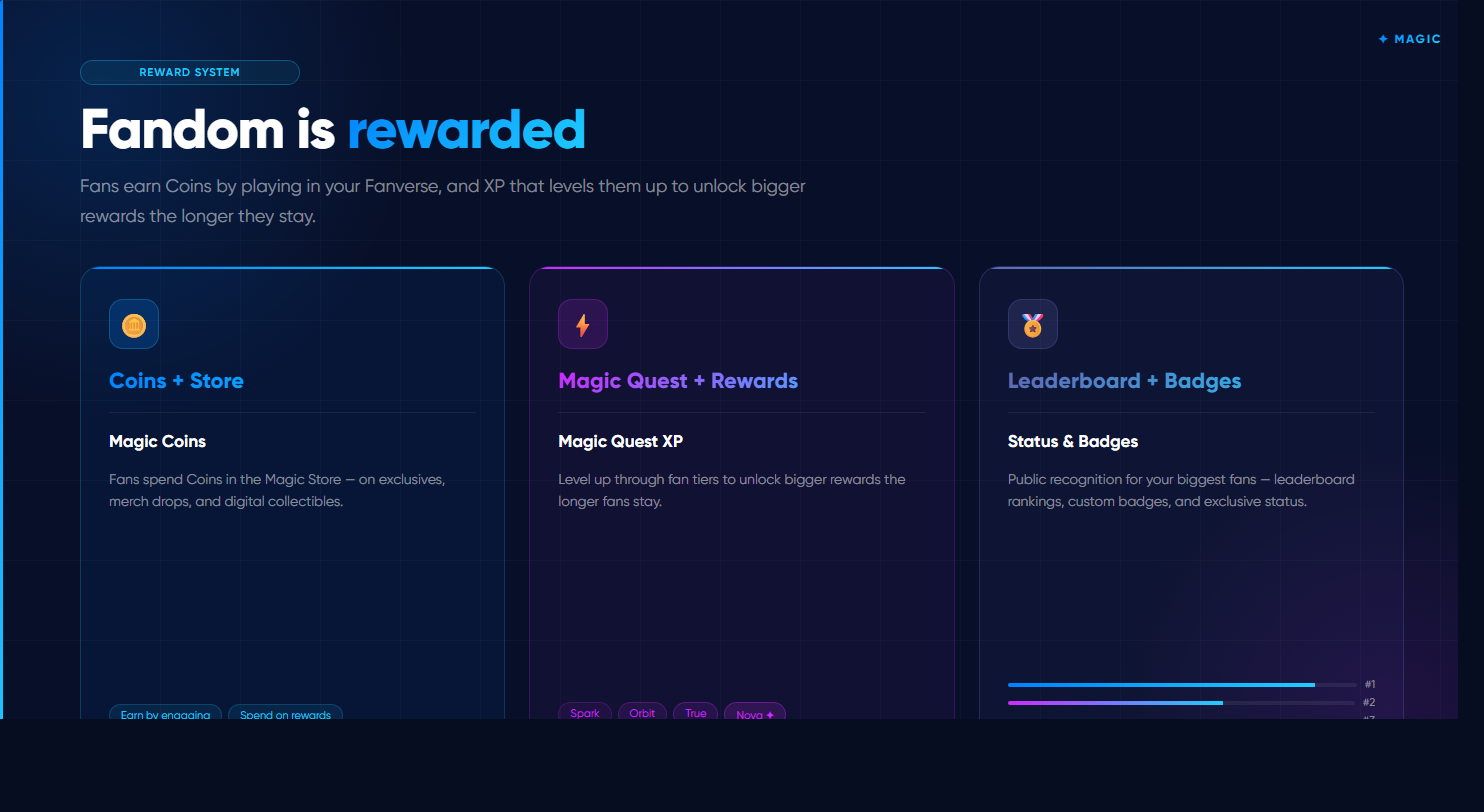 ✦ MAGIC
REWARD SYSTEM
Fandom is rewarded
Fans earn Coins by playing in your Fanverse, and XP that levels them up to unlock bigger
rewards the longer they stay.
Coins + Store
Magic Coins
Fans spend Coins in the Magic Store — on exclusives,
merch drops, and digital collectibles.
Earn by engaging
Spend on rewards
Magic Quest + Rewards
Magic Quest XP
Level up through fan tiers to unlock bigger rewards the
longer fans stay.
Spark
Orbit
True
Nova ✦
Leaderboard + Badges
Status & Badges
Public recognition for your biggest fans — leaderboard
rankings, custom badges, and exclusive status.
#1
#2